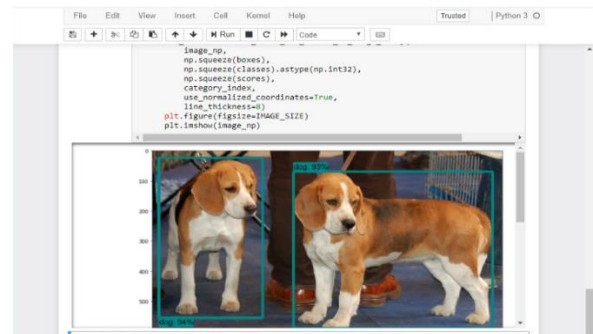 File Edit View Insert Cell Kernel Help Trusted Python 3
Run Code
image_np,
np.squeeze(boxes),
np.squeeze(classes).astype(np.int32),
np.squeeze(scores),
category_index,
use_normalized_coordinates=True,
line_thickness=8)
plt.figure(figsize=IMAGE_SIZE)
plt.imshow(image_np)
0
100
200
300
400
500
dog: 93%
dog: 94%